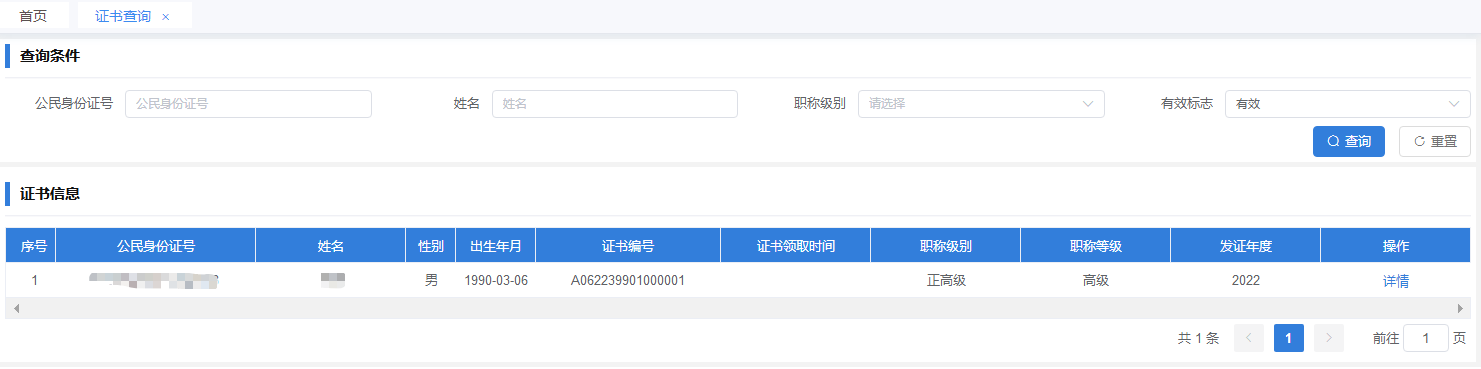 首页 证书查询 ×
查询条件
公民身份证号 公民身份证号 姓名 姓名 职称级别 请选择 有效标志 有效
查询 重置
证书信息
序号 公民身份证号 姓名 性别 出生年月 证书编号 证书领取时间 职称级别 职称等级 发证年度 操作
1 男 1990-03-06 A062239901000001 正高级 高级 2022 详情
共 1 条 1 前往 1 页